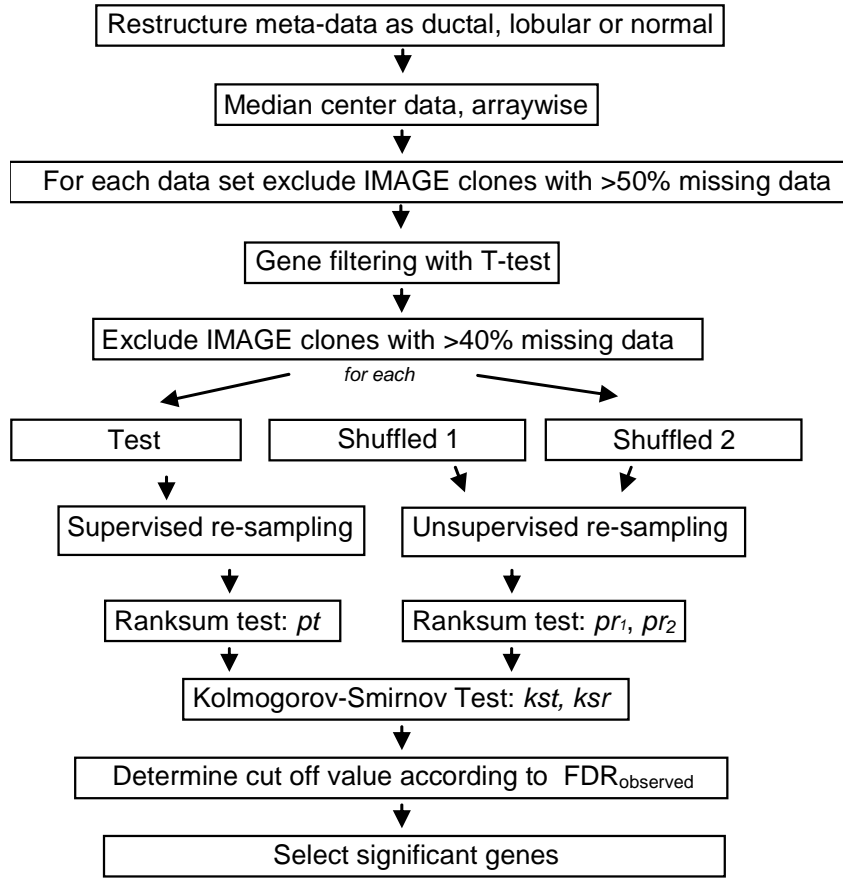 Restructure meta-data as ductal, lobular or normal
Median center data, arraywise
For each data set exclude IMAGE clones with >50% missing data
Gene filtering with T-test
Exclude IMAGE clones with >40% missing data
for each
Test
Shuffled 1
Shuffled 2
Supervised re-sampling
Unsupervised re-sampling
Ranksum test: pt
Ranksum test: pr₁, pr₂
Kolmogorov-Smirnov Test: kst, ksr
Determine cut off value according to FDRobserved
Select significant genes